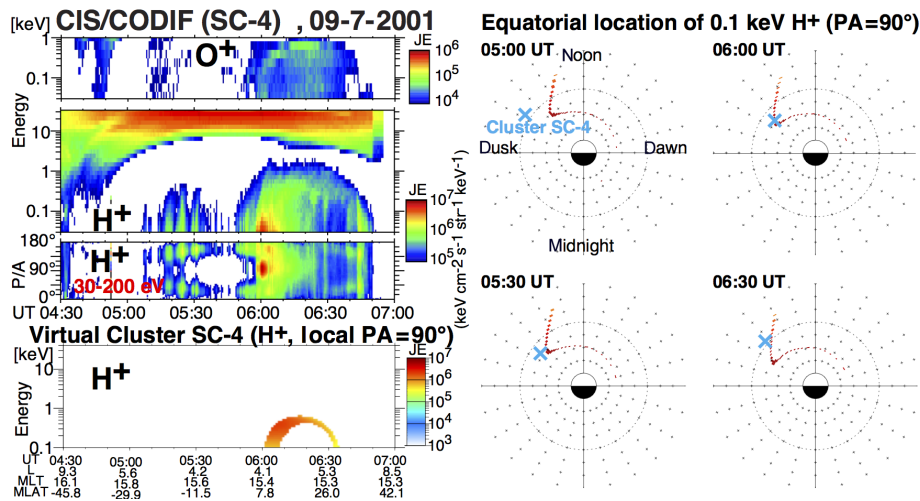 CIS/CODIF (SC-4) , 09-7-2001
[keV]
JE
O+
0.1
10^6
10^5
10^4
Energy
10
1
0.1
H+
JE
10^7
10^6
10^5
180°
90°
0°
P/A
H+
30-200 eV
(keV cm-2s-1 str-1 keV-1)
UT 04:30 05:00 05:30 06:00 06:30 07:00
Virtual Cluster SC-4 (H+, local PA=90°)
[keV]
JE
10
1
0.1
Energy
H+
10^7
10^6
10^5
10^4
10^3
UT 04:30 05:00 05:30 06:00 06:30 07:00
L 9.3 5.6 4.2 4.1 5.3 8.5
MLT 16.1 15.8 15.6 15.4 15.3 15.3
MLAT -45.8 -29.9 -11.5 7.8 26.0 42.1
Equatorial location of 0.1 keV H+ (PA=90°)
05:00 UT
Noon
Cluster SC-4
Dusk
Dawn
Midnight
06:00 UT
05:30 UT
06:30 UT